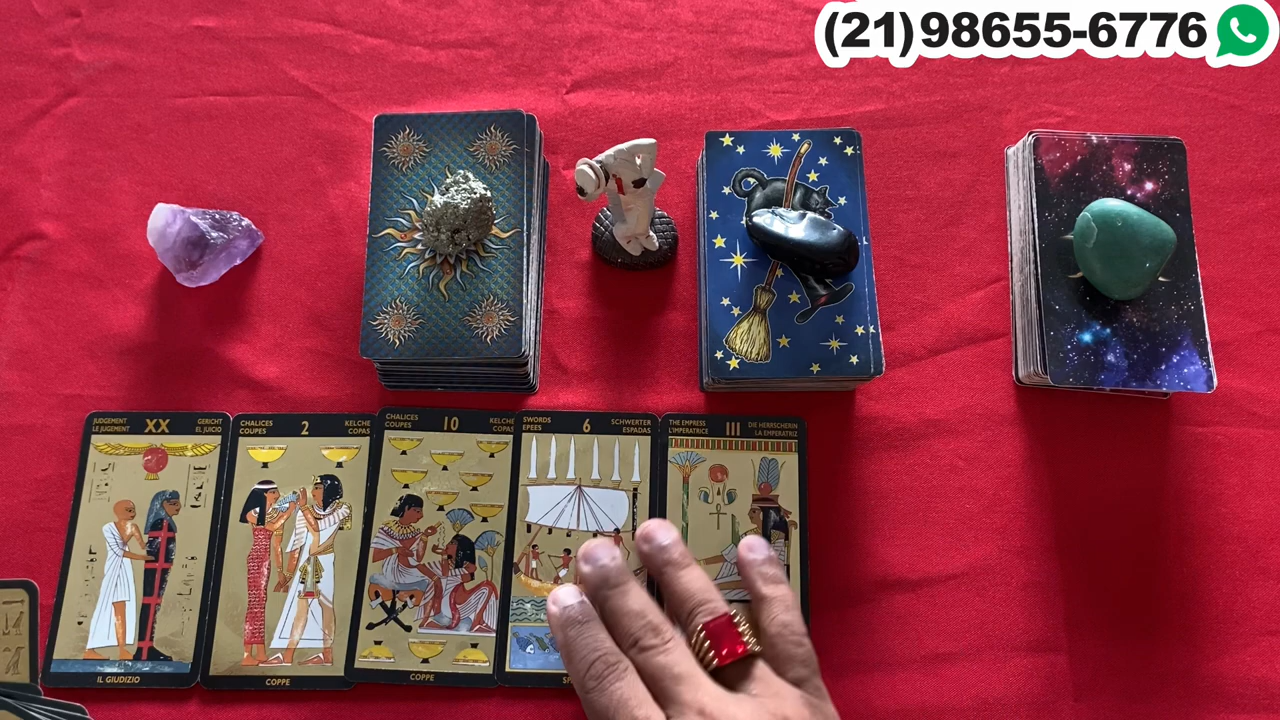 (21)98655-6776
JUDGEMENT
LE JUGEMENT
XX
GERICHT
EL JUICIO
IL GIUDIZIO
CHALICES
COUPES
2
KELCHE
COPAS
COPPE
CHALICES
COUPES
10
KELCHE
COPAS
COPPE
SWORDS
EPEES
6
SCHWERTER
ESPADAS
THE EMPRESS
L'IMPERATRICE
III
DIE HERRSCHERIN
LA EMPERATRIZ